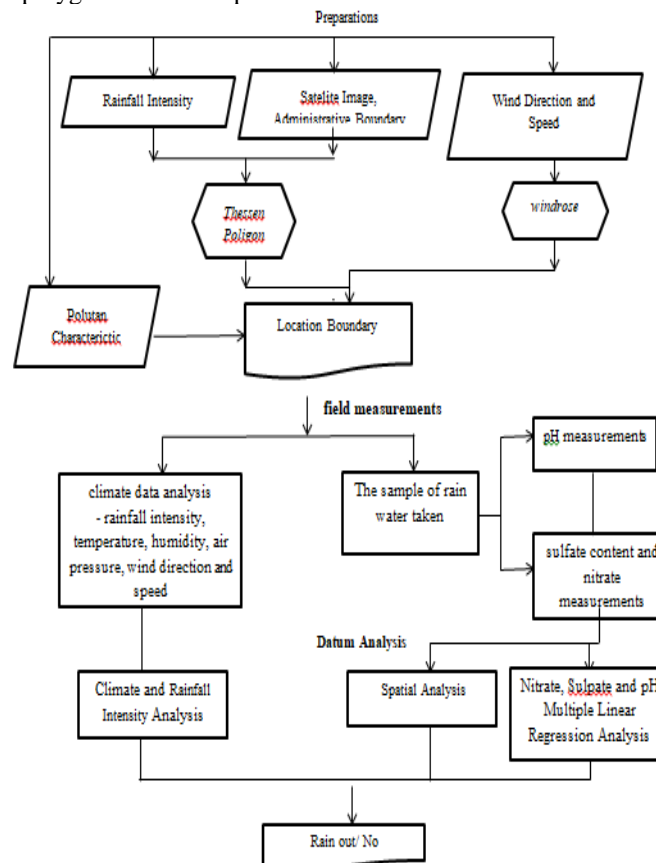 Preparations
Rainfall Intensity
Satelite Image,
Administrative Boundary
Wind Direction and
Speed
Thessen
Poligon
windrose
Polutan
Characterictic
Location Boundary
field measurements
climate data analysis
- rainfall intensity,
temperature, humidity, air
pressure, wind direction and
speed
The sample of rain
water taken
pH measurements
sulfate content and
nitrate
measurements
Datum Analysis
Climate and Rainfall
Intensity Analysis
Spatial Analysis
Nitrate, Sulpate and pH
Multiple Linear
Regression Analysis
Rain out/ No